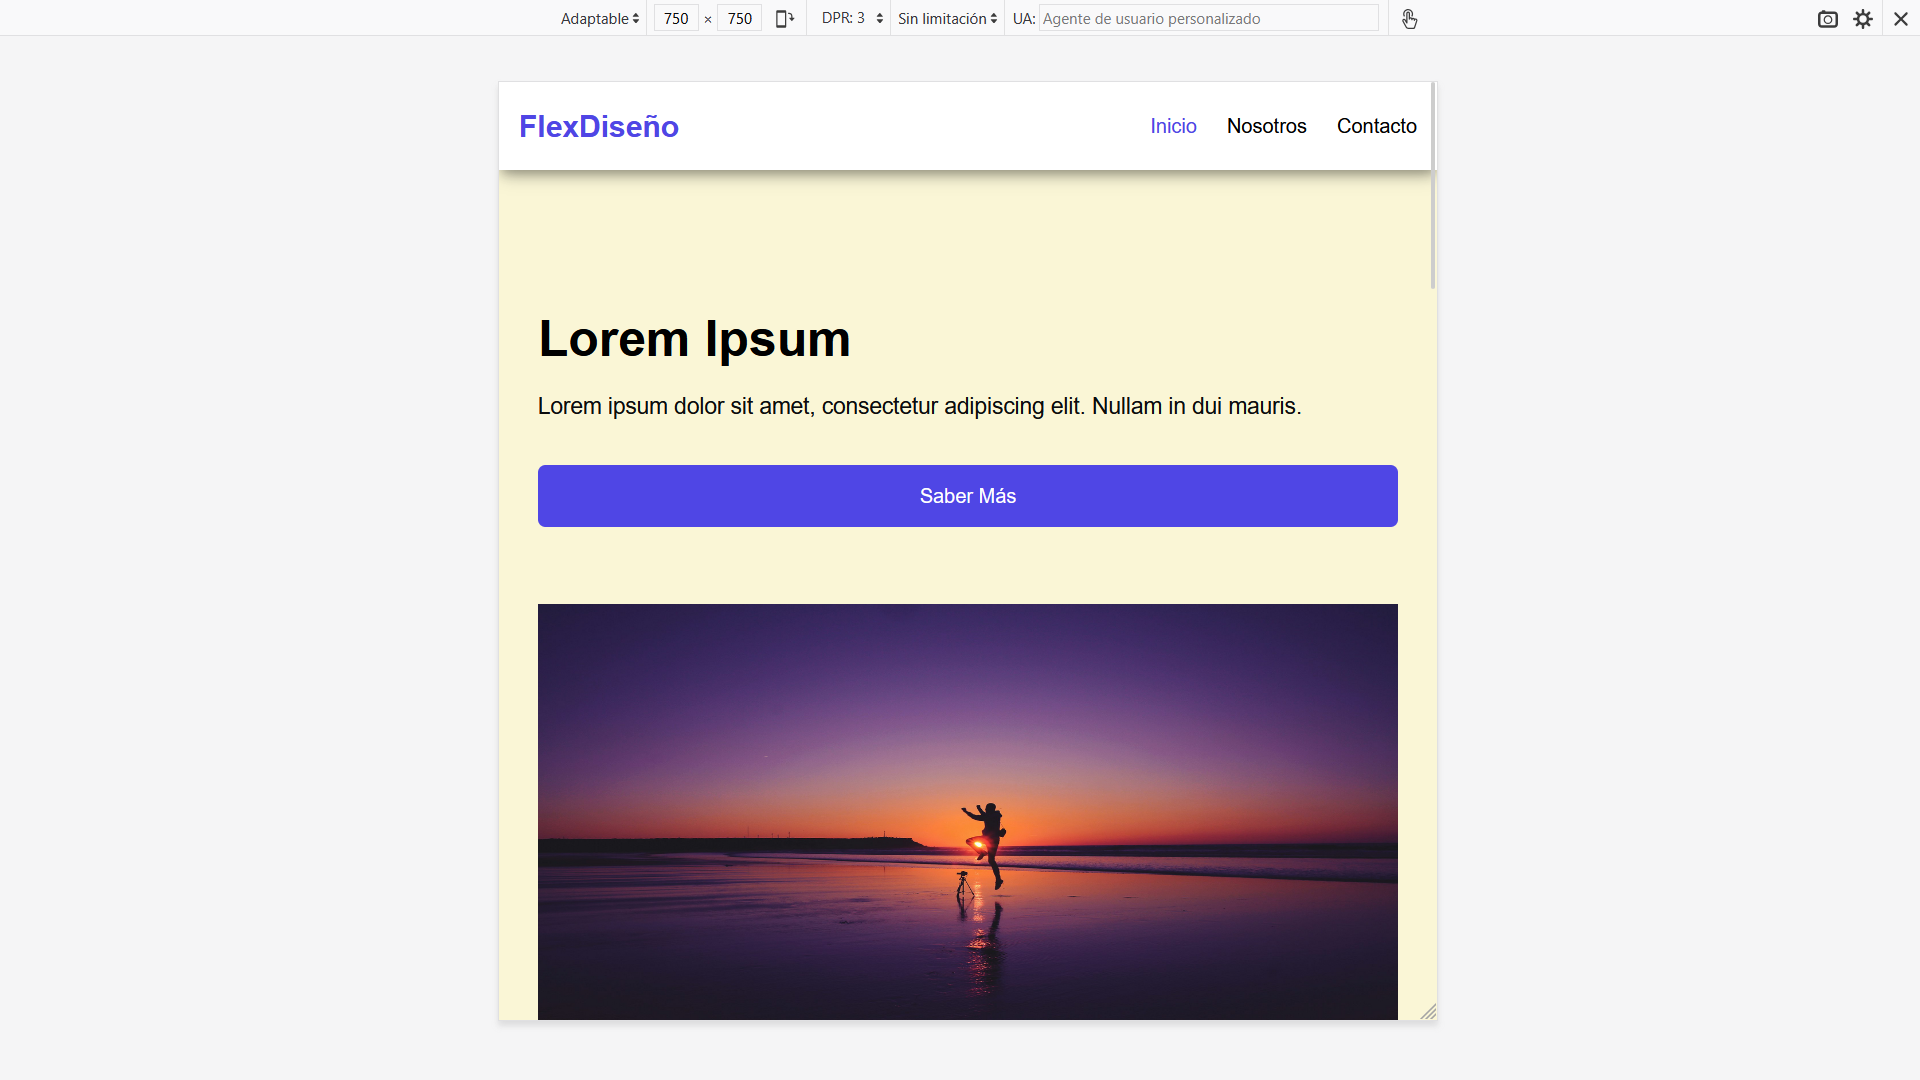 Adaptable 750 × 750 DPR: 3 Sin limitación UA: Agente de usuario personalizado
FlexDiseño Inicio Nosotros Contacto
Lorem Ipsum
Lorem ipsum dolor sit amet, consectetur adipiscing elit. Nullam in dui mauris.
Saber Más